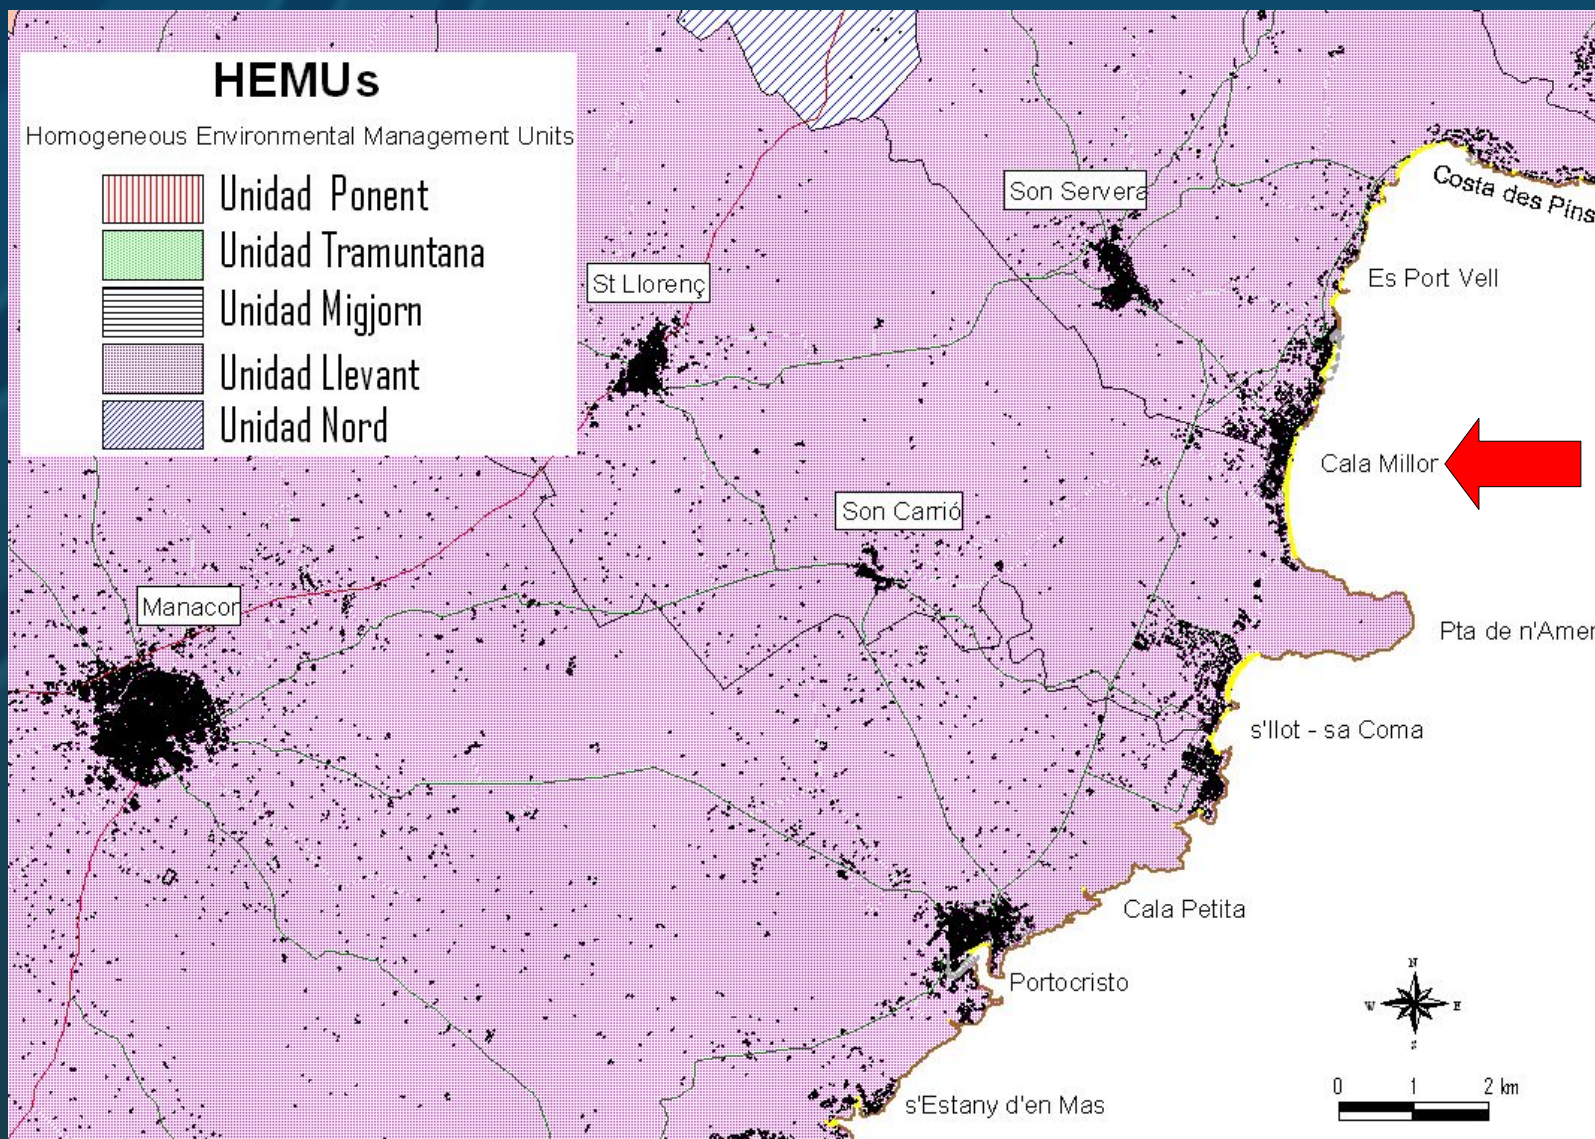 HEMUs
Homogeneous Environmental Management Units
Unidad Ponent
Unidad Tramuntana
Unidad Migjorn
Unidad Llevant
Unidad Nord
Son Servera
Costa des Pins
St Llorenç
Es Port Vell
Cala Millor
Son Carrió
Manacor
Pta de n'Amer
s'Illot - sa Coma
Cala Petita
Portocristo
s'Estany d'en Mas
N
W E
S
0 1 2 km